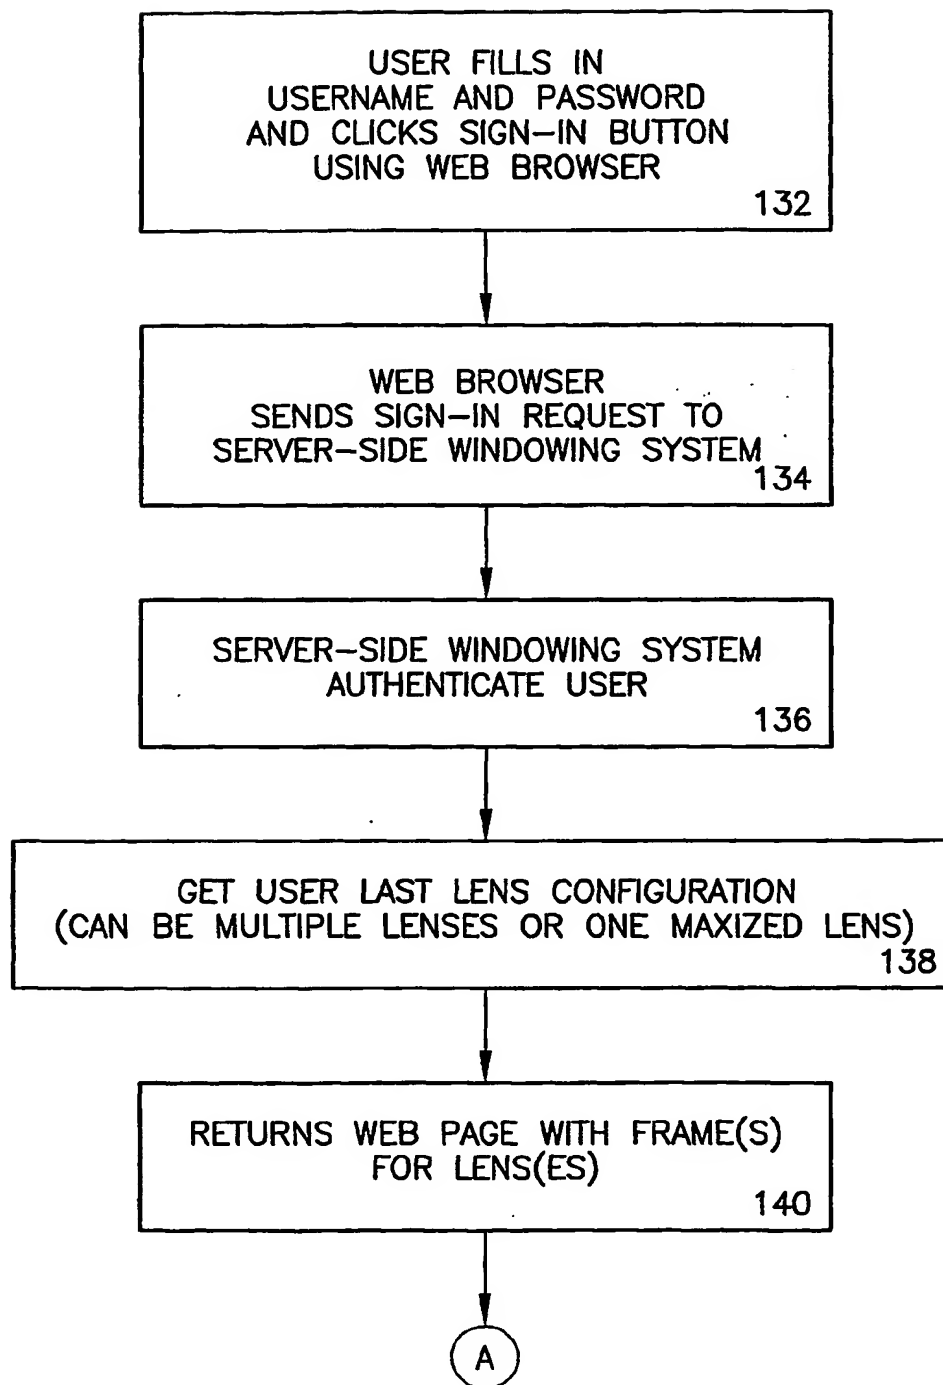 USER FILLS IN
USERNAME AND PASSWORD
AND CLICKS SIGN-IN BUTTON
USING WEB BROWSER
132
WEB BROWSER
SENDS SIGN-IN REQUEST TO
SERVER-SIDE WINDOWING SYSTEM
134
SERVER-SIDE WINDOWING SYSTEM
AUTHENTICATE USER
136
GET USER LAST LENS CONFIGURATION
(CAN BE MULTIPLE LENSES OR ONE MAXIZED LENS)
138
RETURNS WEB PAGE WITH FRAME(S)
FOR LENS(ES)
140
A